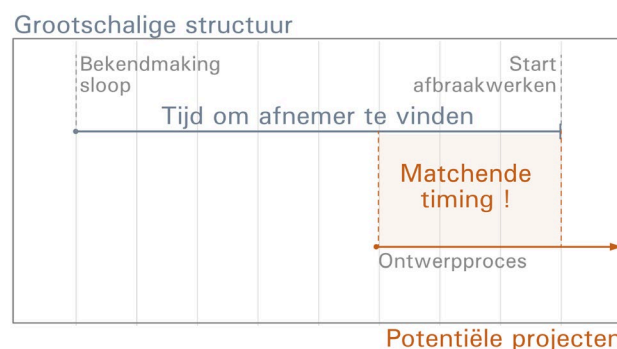 Grootschalige structuur
Bekendmaking
sloop
Start
afbraakwerken
Tijd om afnemer te vinden
Matchende
timing !
Ontwerpproces
Potentiële projecten